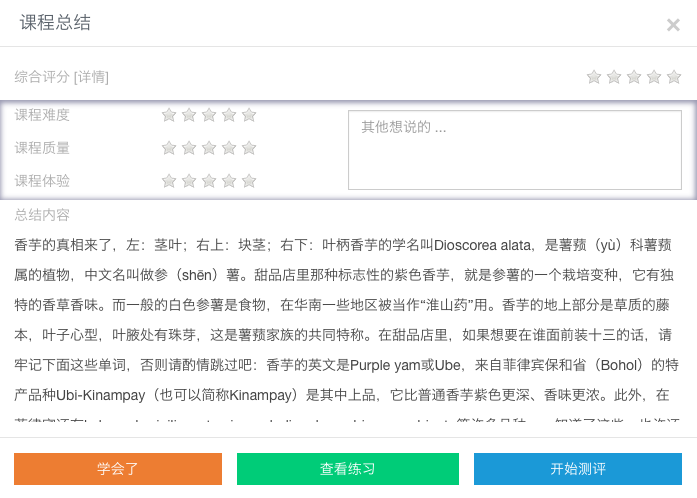 课程总结
综合评分 [详情]
课程难度
课程质量
课程体验
其他想说的 ...
总结内容
香芋的真相来了，左：茎叶；右上：块茎；右下：叶柄香芋的学名叫Dioscorea alata，是薯蓣（yù）科薯蓣
属的植物，中文名叫做参（shēn）薯。甜品店里那种标志性的紫色香芋，就是参薯的一个栽培变种，它有独
特的香草香味。而一般的白色参薯是食物，在华南一些地区被当作“淮山药”用。香芋的地上部分是草质的藤
本，叶子心型，叶腋处有珠芽，这是薯蓣家族的共同特称。在甜品店里，如果想要在谁面前装十三的话，请
牢记下面这些单词，否则请酌情跳过吧：香芋的英文是Purple yam或Ube，来自菲律宾保和省（Bohol）的特
产品种Ubi-Kinampay（也可以简称Kinampay）是其中上品，它比普通香芋紫色更深、香味更浓。此外，在
学会了
查看练习
开始测评